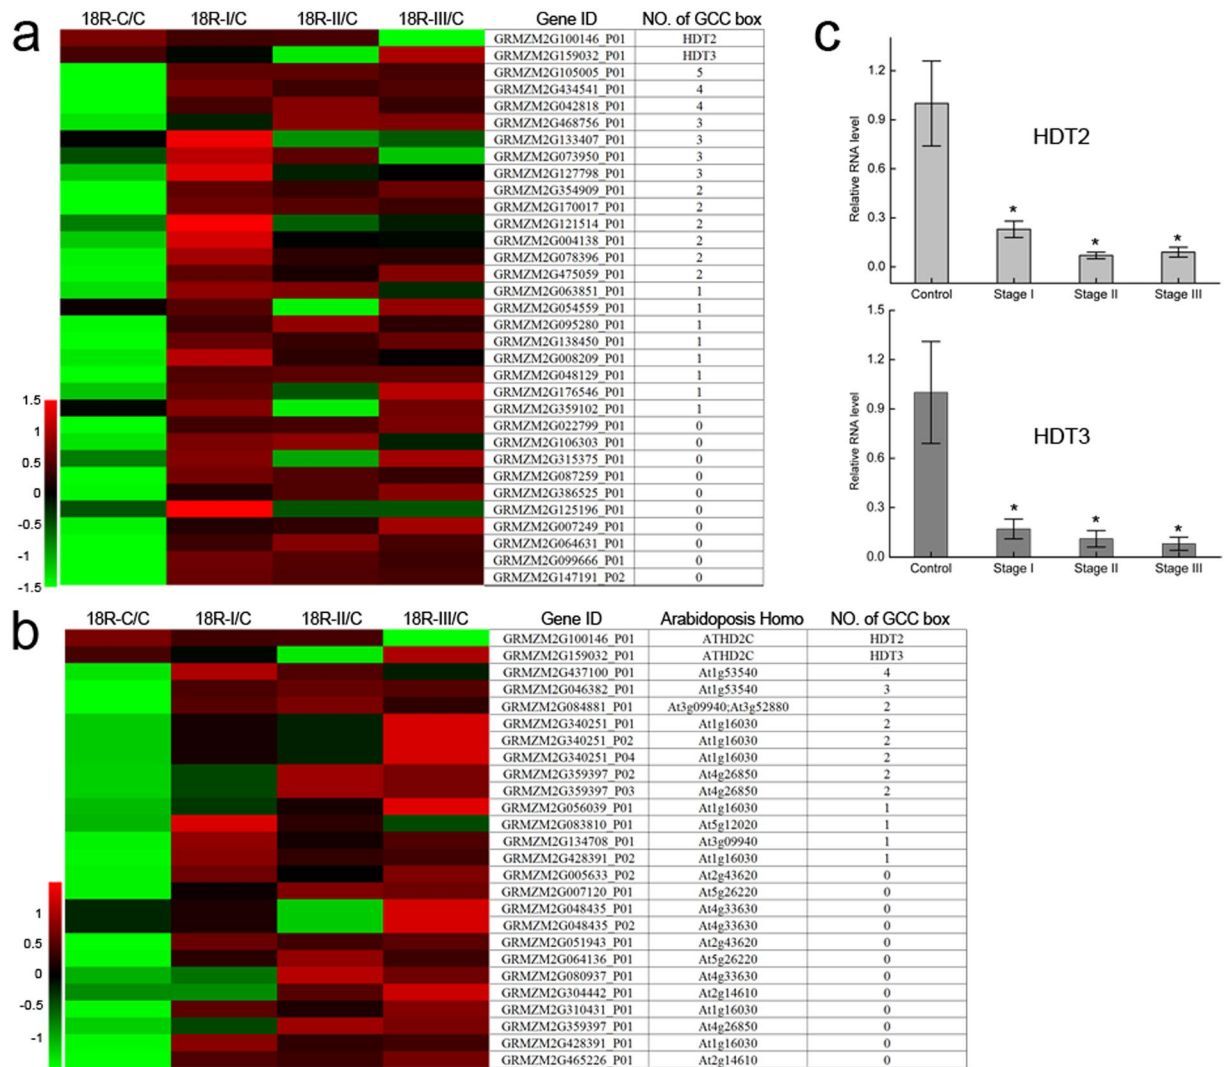 a
18R-C/C 18R-I/C 18R-II/C 18R-III/C Gene ID NO. of GCC box
GRMZM2G100146_P01 HDT2
GRMZM2G159032_P01 HDT3
GRMZM2G105005_P01 5
GRMZM2G434541_P01 4
GRMZM2G042818_P01 4
GRMZM2G468756_P01 3
GRMZM2G133407_P01 3
GRMZM2G073950_P01 3
GRMZM2G127798_P01 3
GRMZM2G354909_P01 2
GRMZM2G170017_P01 2
GRMZM2G121514_P01 2
GRMZM2G004138_P01 2
GRMZM2G078396_P01 2
GRMZM2G475059_P01 2
GRMZM2G063851_P01 1
GRMZM2G054559_P01 1
GRMZM2G095280_P01 1
GRMZM2G138450_P01 1
GRMZM2G008209_P01 1
GRMZM2G048129_P01 1
GRMZM2G176546_P01 1
GRMZM2G359102_P01 1
GRMZM2G022799_P01 0
GRMZM2G106303_P01 0
GRMZM2G315375_P01 0
GRMZM2G087259_P01 0
GRMZM2G386525_P01 0
GRMZM2G125196_P01 0
GRMZM2G007249_P01 0
GRMZM2G064631_P01 0
GRMZM2G099666_P01 0
GRMZM2G147191_P02 0
1.5
1
0.5
0
-0.5
-1
-1.5
b
18R-C/C 18R-I/C 18R-II/C 18R-III/C Gene ID Arabidoposis Homo NO. of GCC box
GRMZM2G100146_P01 ATHD2C HDT2
GRMZM2G159032_P01 ATHD2C HDT3
GRMZM2G437100_P01 At1g53540 4
GRMZM2G046382_P01 At1g53540 3
GRMZM2G084881_P01 At3g09940;At3g52880 2
GRMZM2G340251_P01 At1g16030 2
GRMZM2G340251_P02 At1g16030 2
GRMZM2G340251_P04 At1g16030 2
GRMZM2G359397_P02 At4g26850 2
GRMZM2G359397_P03 At4g26850 2
GRMZM2G056039_P01 At1g16030 1
GRMZM2G083810_P01 At5g12020 1
GRMZM2G134708_P01 At3g09940 1
GRMZM2G428391_P02 At1g16030 1
GRMZM2G005633_P02 At2g43620 0
GRMZM2G007120_P01 At5g26220 0
GRMZM2G048435_P01 At4g33630 0
GRMZM2G048435_P02 At4g33630 0
GRMZM2G051943_P01 At2g43620 0
GRMZM2G064136_P01 At5g26220 0
GRMZM2G080937_P01 At4g33630 0
GRMZM2G304442_P01 At2g14610 0
GRMZM2G310431_P01 At1g16030 0
GRMZM2G359397_P01 At4g26850 0
GRMZM2G428391_P01 At1g16030 0
GRMZM2G465226_P01 At2g14610 0
1
0.5
0
-0.5
-1
c
Relative RNA level
1.2
0.9
0.6
0.3
0.0
HDT2
* * *
Control Stage I Stage II Stage III
Relative RNA level
1.5
1.2
0.9
0.6
0.3
0.0
HDT3
* * *
Control Stage I Stage II Stage III